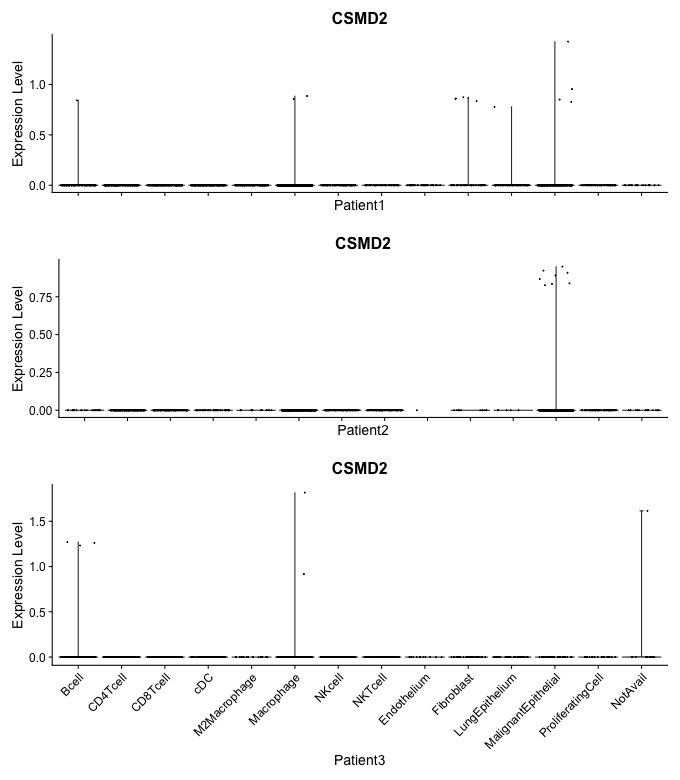 CSMD2
Expression Level
1.0
0.5
0.0
Patient1
CSMD2
Expression Level
0.75
0.50
0.25
0.00
Patient2
CSMD2
Expression Level
1.5
1.0
0.5
0.0
Bcell
CD4Tcell
CD8Tcell
cDC
M2Macrophage
Macrophage
NKcell
NKTcell
Endothelium
Fibroblast
LungEpithelium
MalignantEpithelial
ProliferatingCell
NotAvail
Patient3